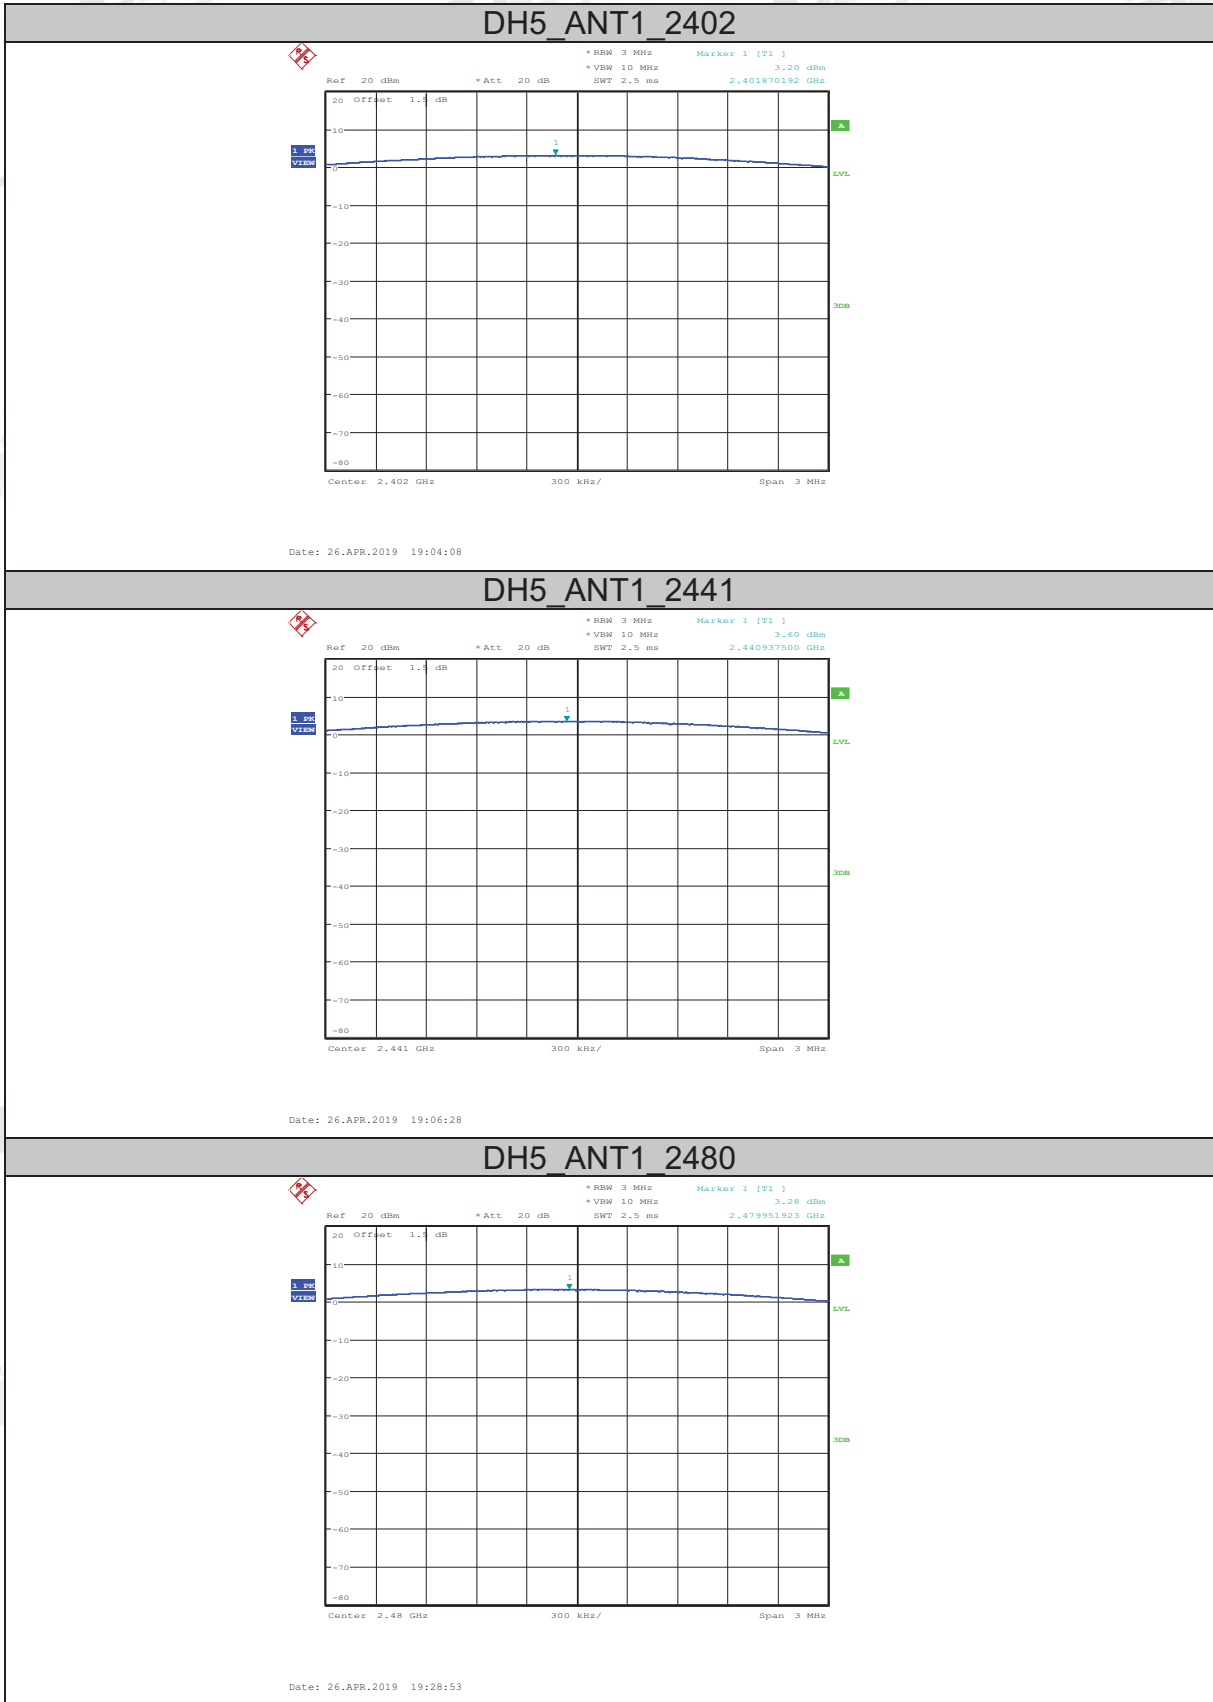 DH5_ANT1_2402
* RBW 3 MHz Marker 1 [T1 ]
* VBW 10 MHz 3.20 dBm
Ref 20 dBm * Att 20 dB SWT 2.5 ms 2.401870192 GHz
20 Offset 1.5 dB
A
10
1
1 PK
VIEW
0
LVL
-10
-20
-30
3DB
-40
-50
-60
-70
-80
Center 2.402 GHz 300 kHz/ Span 3 MHz
Date: 26.APR.2019 19:04:08
DH5_ANT1_2441
* RBW 3 MHz Marker 1 [T1 ]
* VBW 10 MHz 3.60 dBm
Ref 20 dBm * Att 20 dB SWT 2.5 ms 2.440937500 GHz
20 Offset 1.5 dB
A
10
1
1 PK
VIEW
0
LVL
-10
-20
-30
3DB
-40
-50
-60
-70
-80
Center 2.441 GHz 300 kHz/ Span 3 MHz
Date: 26.APR.2019 19:06:28
DH5_ANT1_2480
* RBW 3 MHz Marker 1 [T1 ]
* VBW 10 MHz 3.28 dBm
Ref 20 dBm * Att 20 dB SWT 2.5 ms 2.479951923 GHz
20 Offset 1.5 dB
A
10
1
1 PK
VIEW
0
LVL
-10
-20
-30
3DB
-40
-50
-60
-70
-80
Center 2.48 GHz 300 kHz/ Span 3 MHz
Date: 26.APR.2019 19:28:53